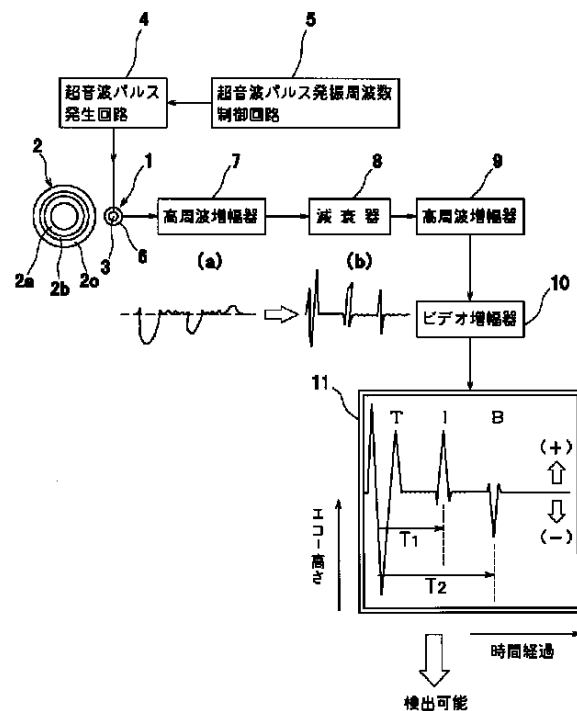 4
5
超音波パルス
発生回路
超音波パルス発振周波数
制御回路
2
1
7
8
9
高周波増幅器
減衰器
高周波増幅器
2a
2b
2c
3
6
(a)
(b)
10
ビデオ増幅器
11
T
I
B
(+)
(−)
T1
T2
エコー高さ
時間経過
検出可能